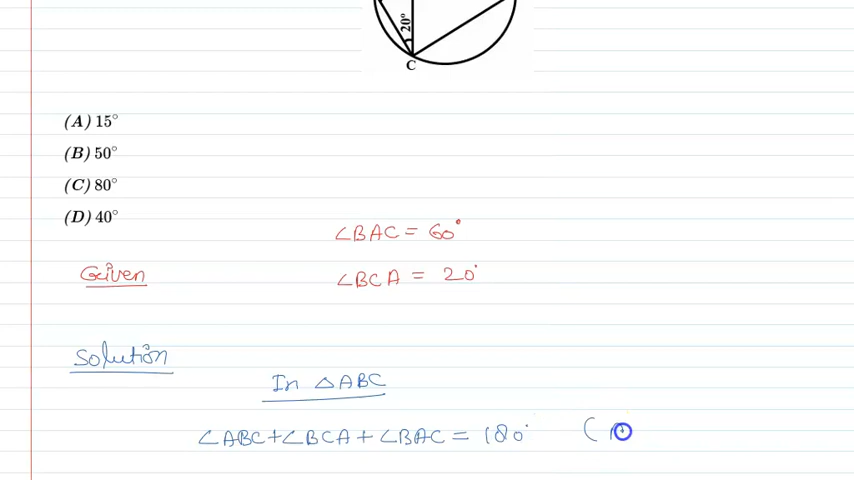 20°
C
(A) 15°
(B) 50°
(C) 80°
(D) 40°
∠BAC = 60°
Given
∠BCA = 20°
Solution
In △ABC
∠ABC+∠BCA+∠BAC = 180° (